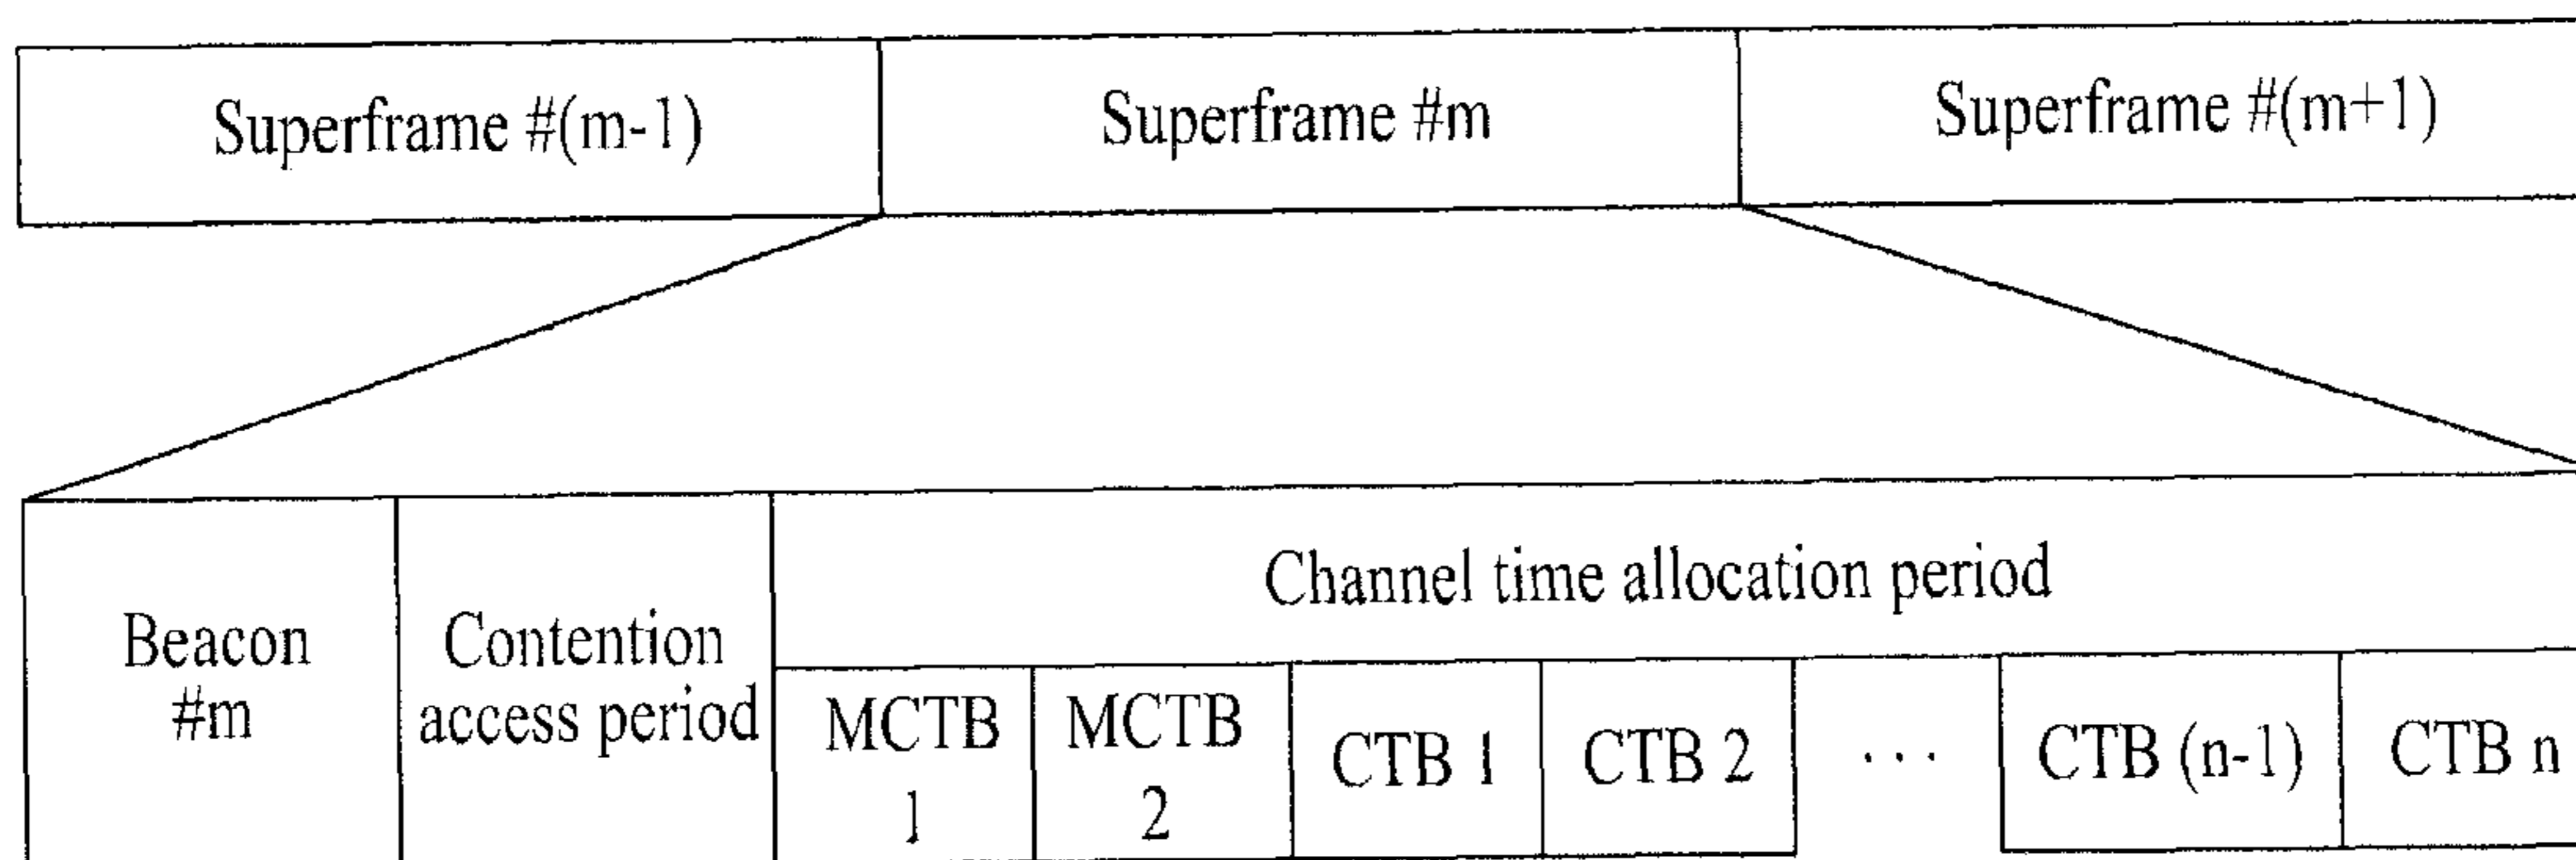 Superframe #(m-1)
Superframe #m
Superframe #(m+1)
Beacon
#m
Contention
access period
Channel time allocation period
MCTB
1
MCTB
2
CTB 1
CTB 2
...
CTB (n-1)
CTB n